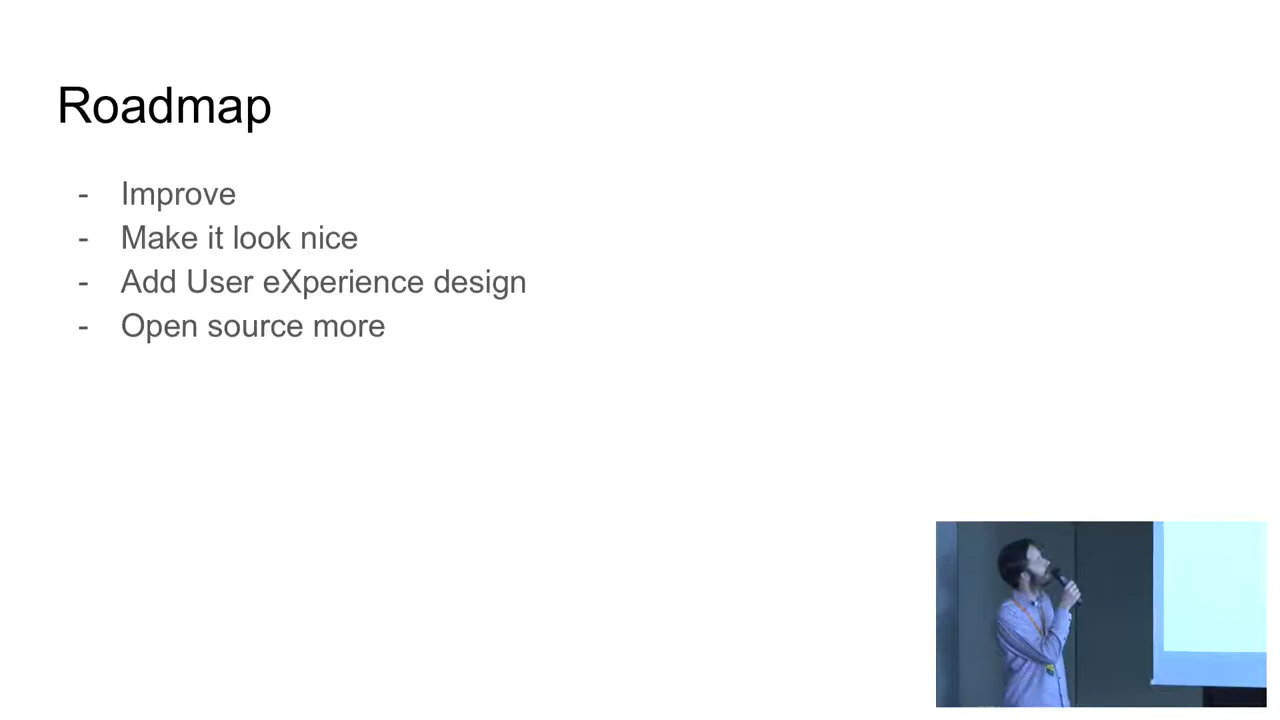 Roadmap
- Improve
- Make it look nice
- Add User eXperience design
- Open source more